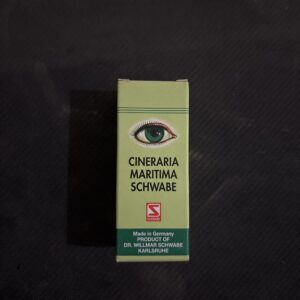 CINERARIA
MARITIMA
SCHWABE
S
Made in Germany
PRODUCT OF
DR. WILLMAR SCHWABE
KARLSRUHE